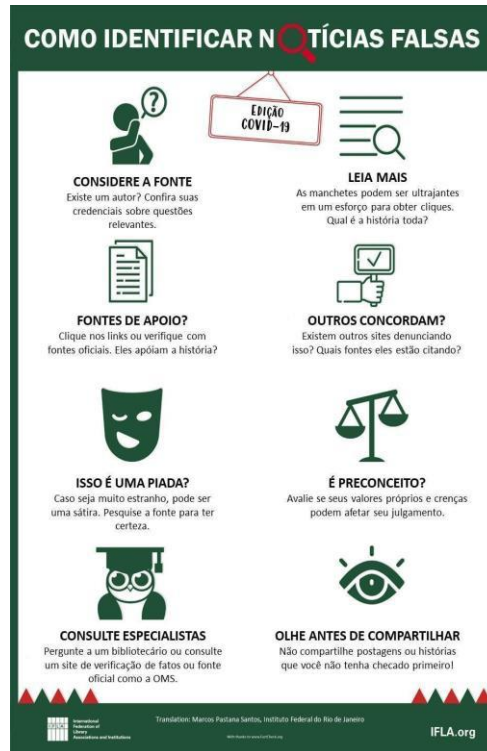 COMO IDENTIFICAR NOTÍCIAS FALSAS
EDIÇÃO
COVID-19
CONSIDERE A FONTE
Existe um autor? Confira suas
credenciais sobre questões
relevantes.
LEIA MAIS
As manchetes podem ser ultrajantes
em um esforço para obter cliques.
Qual é a história toda?
FONTES DE APOIO?
Clique nos links ou verifique com
fontes oficiais. Eles apóiam a história?
OUTROS CONCORDAM?
Existem outros sites denunciando
isso? Quais fontes eles estão citando?
ISSO É UMA PIADA?
Caso seja muito estranho, pode ser
uma sátira. Pesquise a fonte para ter
certeza.
É PRECONCEITO?
Avalie se seus valores próprios e crenças
podem afetar seu julgamento.
CONSULTE ESPECIALISTAS
Pergunte a um bibliotecário ou consulte
um site de verificação de fatos ou fonte
oficial como a OMS.
OLHE ANTES DE COMPARTILHAR
Não compartilhe postagens ou histórias
que você não tenha checado primeiro!
International
Federation of
Library
Associations and Institutions
Translation: Marcos Pastana Santos, Instituto Federal do Rio de Janeiro
IFLA.org